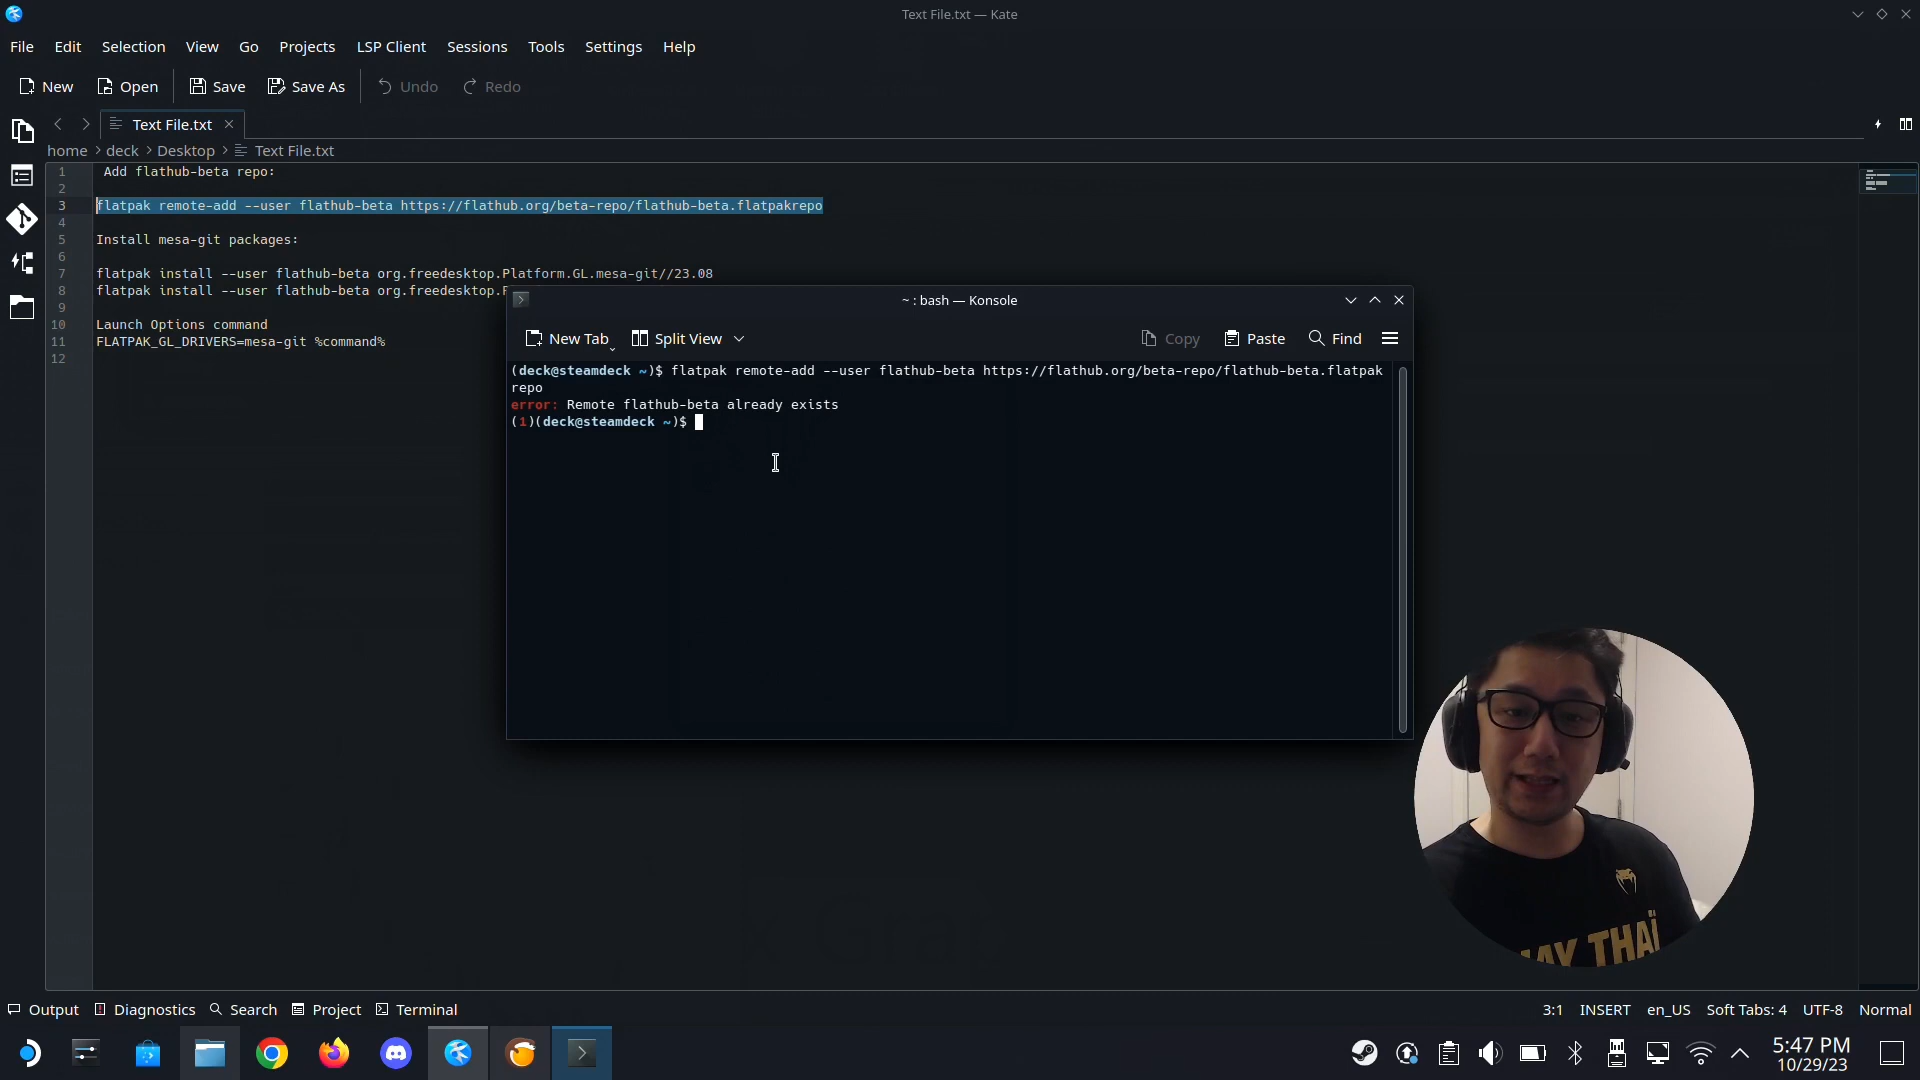 Text File.txt — Kate
File Edit Selection View Go Projects LSP Client Sessions Tools Settings Help
New Open Save Save As Undo Redo
Text File.txt
home > deck > Desktop > Text File.txt
1 Add flathub-beta repo:
2
3 flatpak remote-add --user flathub-beta https://flathub.org/beta-repo/flathub-beta.flatpakrepo
4
5 Install mesa-git packages:
6
7 flatpak install --user flathub-beta org.freedesktop.Platform.GL.mesa-git//23.08
8 flatpak install --user flathub-beta org.freedesktop.
9
10 Launch Options command
11 FLATPAK_GL_DRIVERS=mesa-git %command%
12
~ : bash — Konsole
New Tab Split View Copy Paste Find
(deck@steamdeck ~)$ flatpak remote-add --user flathub-beta https://flathub.org/beta-repo/flathub-beta.flatpak
repo
error: Remote flathub-beta already exists
(1)(deck@steamdeck ~)$
MUAY THAÏ
Output Diagnostics Search Project Terminal
3:1 INSERT en_US Soft Tabs: 4 UTF-8 Normal
5:47 PM
10/29/23